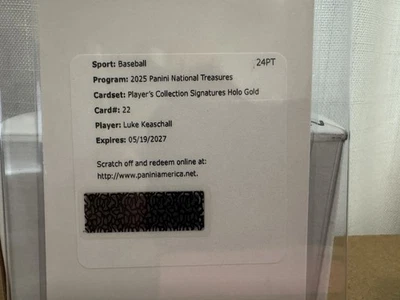 Sport: Baseball 24PT
Program: 2025 Panini National Treasures
Cardset: Player's Collection Signatures Holo Gold
Card#: 22
Player: Luke Keaschall
Expires: 05/19/2027
Scratch off and redeem online at:
http://www.paniniamerica.net.